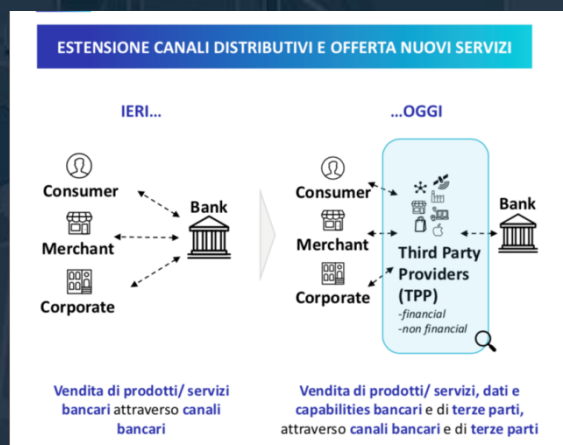 ESTENSIONE CANALI DISTRIBUTIVI E OFFERTA NUOVI SERVIZI
IERI...
Consumer
Merchant
Corporate
Bank
Vendita di prodotti/ servizi
bancari attraverso canali
bancari
...OGGI
Consumer
Merchant
Corporate
Third Party
Providers
(TPP)
-financial
-non financial
Bank
Vendita di prodotti/ servizi, dati e
capabilities bancari e di terze parti,
attraverso canali bancari e di terze parti